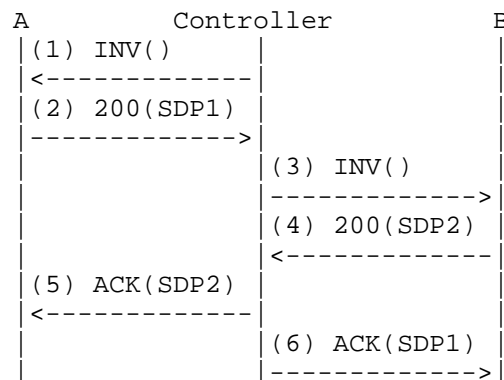 A Controller B
(1) INV()
<-------------
(2) 200(SDP1)
------------->
(3) INV()
------------->
(4) 200(SDP2)
<-------------
(5) ACK(SDP2)
<-------------
(6) ACK(SDP1)
------------->